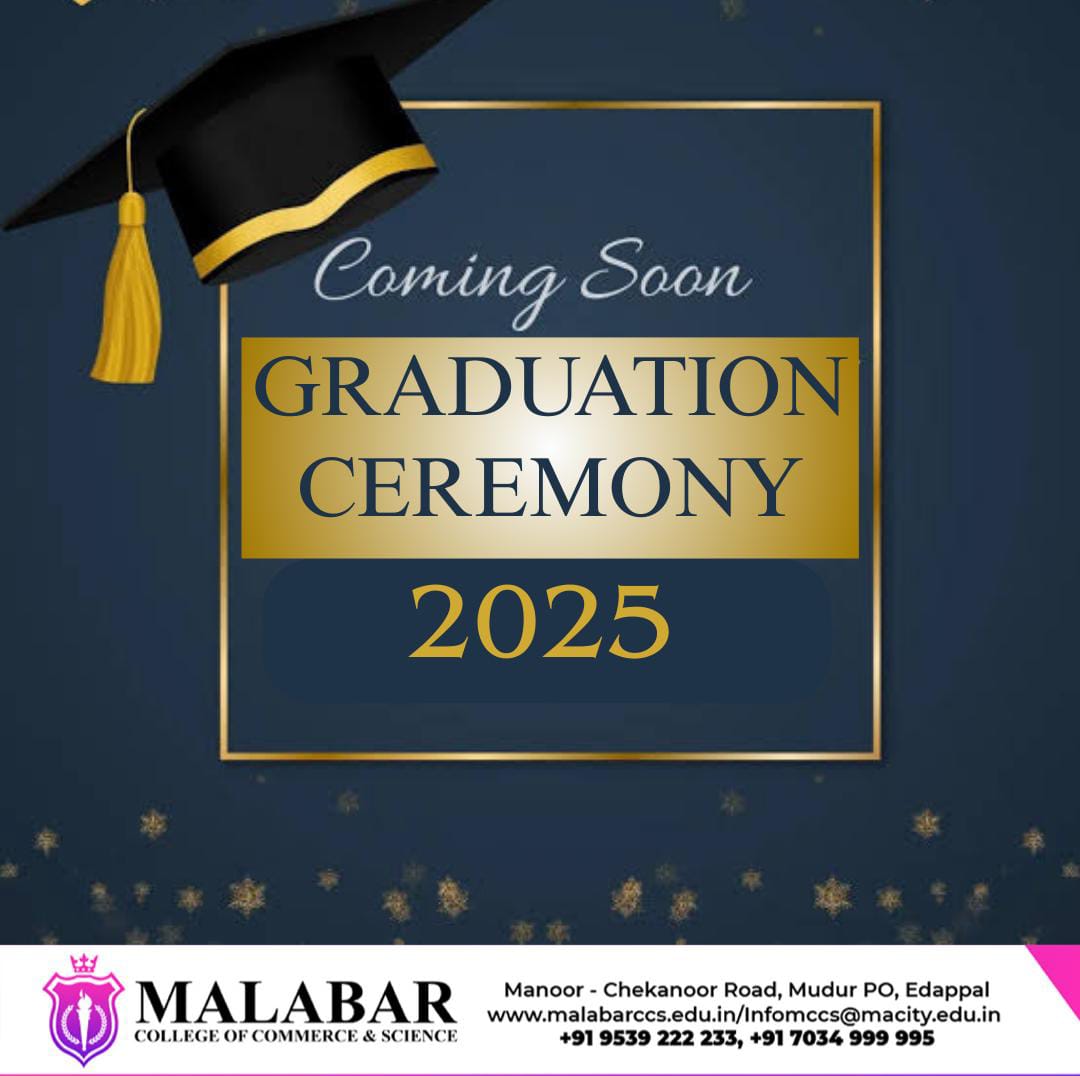 Coming Soon
GRADUATION
CEREMONY
2025
MALABAR
COLLEGE OF COMMERCE & SCIENCE
Manoor - Chekanoor Road, Mudur PO, Edappal
www.malabarccs.edu.in/Infomccs@macity.edu.in
+91 9539 222 233, +91 7034 999 995